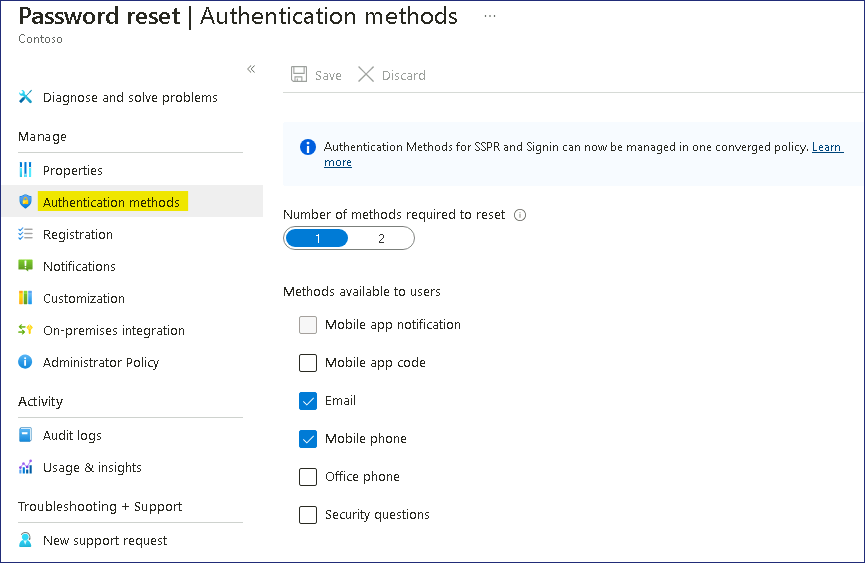 Password reset | Authentication methods ...
Contoso
«
Save Discard
Diagnose and solve problems
Manage
Properties
Authentication methods
Registration
Notifications
Customization
On-premises integration
Administrator Policy
Activity
Audit logs
Usage & insights
Troubleshooting + Support
New support request
Authentication Methods for SSPR and Signin can now be managed in one converged policy. Learn
more
Number of methods required to reset
1 2
Methods available to users
Mobile app notification
Mobile app code
Email
Mobile phone
Office phone
Security questions